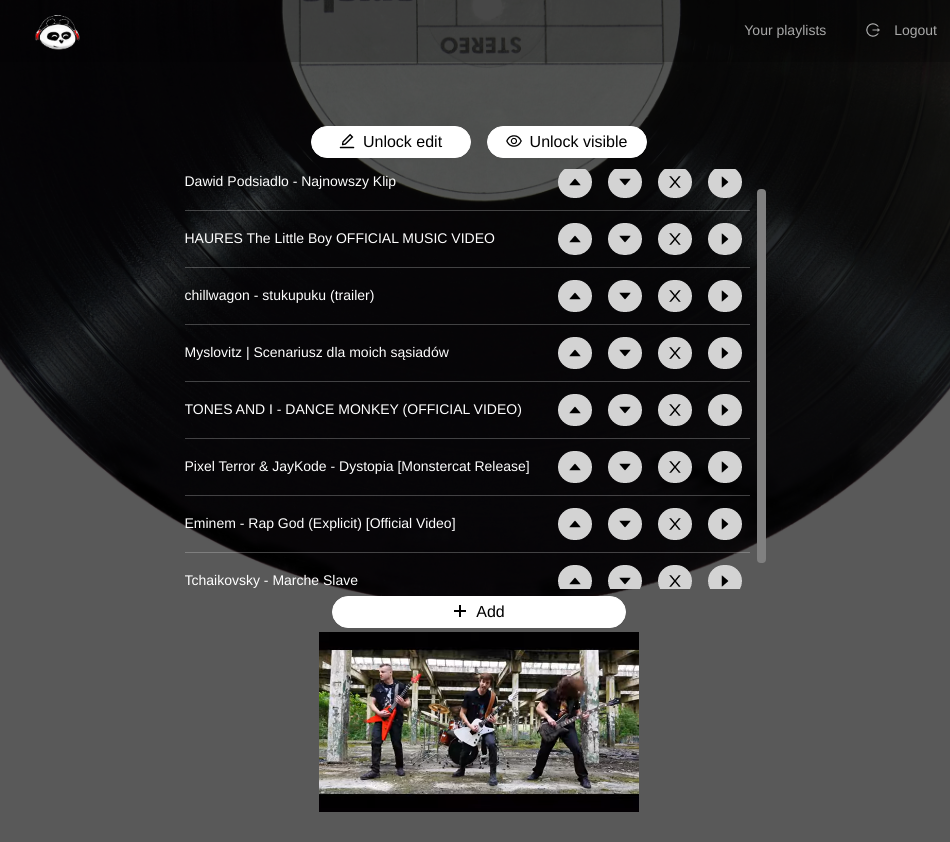 STEREO
Your playlists
Logout
Unlock edit
Unlock visible
Dawid Podsiadlo - Najnowszy Klip
X
HAURES The Little Boy OFFICIAL MUSIC VIDEO
X
chillwagon - stukupuku (trailer)
X
Myslovitz | Scenariusz dla moich sąsiadów
X
TONES AND I - DANCE MONKEY (OFFICIAL VIDEO)
X
Pixel Terror & JayKode - Dystopia [Monstercat Release]
X
Eminem - Rap God (Explicit) [Official Video]
X
Tchaikovsky - Marche Slave
X
+ Add